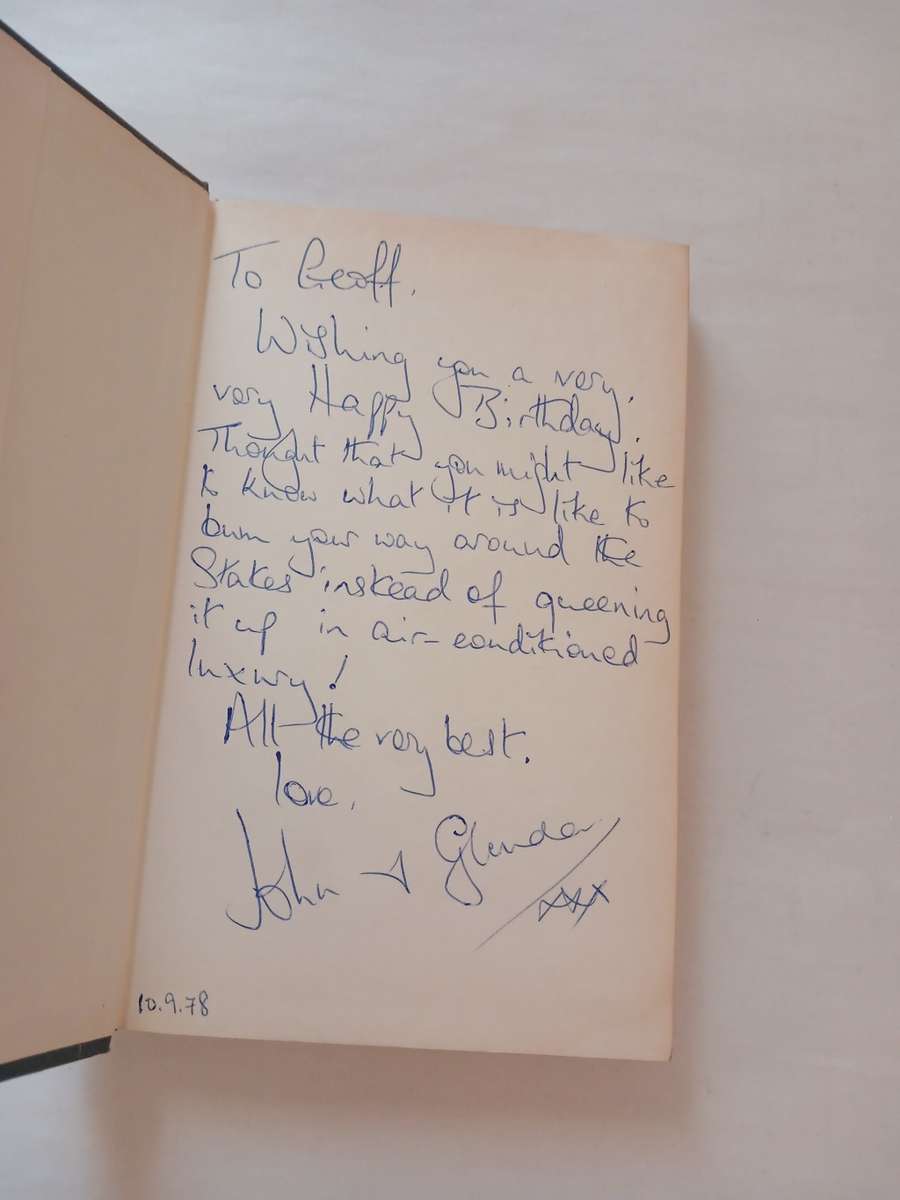 To Geoff.
Wishing you a very,
very Happy Birthday.
Thought that you might like
to know what it is like to
bum your way around the
States instead of queening
it up in air-conditioned
luxury!
All the very best.
love,
John + Glenda
xxx
10.9.78